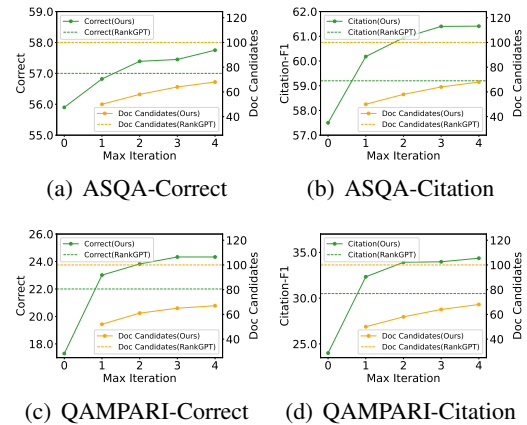 59.0
58.0
57.0
56.0
55.0
Correct
Correct(Ours)
Correct(RankGPT)
Doc Candidates(Ours)
Doc Candidates(RankGPT)
120
100
80
60
40
Doc Candidates
0 1 2 3 4
Max Iteration
(a) ASQA-Correct
62.0
61.0
60.0
59.0
58.0
57.0
Citation-F1
Citation(Ours)
Citation(RankGPT)
Doc Candidates(Ours)
Doc Candidates(RankGPT)
120
100
80
60
40
Doc Candidates
0 1 2 3 4
Max Iteration
(b) ASQA-Citation
26.0
24.0
22.0
20.0
18.0
Correct
Correct(Ours)
Correct(RankGPT)
Doc Candidates(Ours)
Doc Candidates(RankGPT)
120
100
80
60
40
Doc Candidates
0 1 2 3 4
Max Iteration
(c) QAMPARI-Correct
35.0
30.0
25.0
Citation-F1
Citation(Ours)
Citation(RankGPT)
Doc Candidates(Ours)
Doc Candidates(RankGPT)
120
100
80
60
40
Doc Candidates
0 1 2 3 4
Max Iteration
(d) QAMPARI-Citation